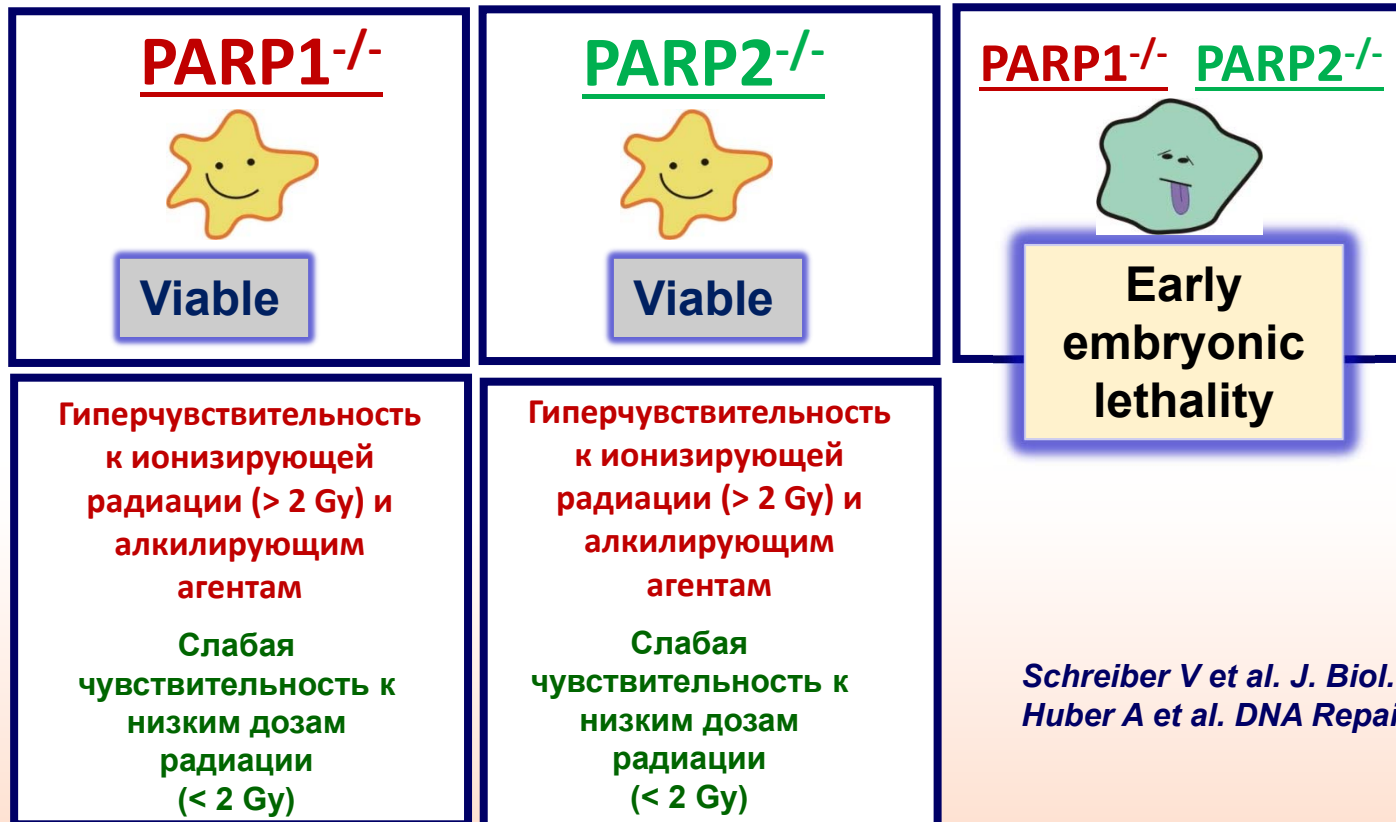 PARP1-/-
Viable
PARP2-/-
Viable
PARP1-/- PARP2-/-
Early
embryonic
lethality
Гиперчувствительность
к ионизирующей
радиации (> 2 Gy) и
алкилирующим
агентам
Слабая
чувствительность к
низким дозам
радиации
(< 2 Gy)
Гиперчувствительность
к ионизирующей
радиации (> 2 Gy) и
алкилирующим
агентам
Слабая
чувствительность к
низким дозам
радиации
(< 2 Gy)
Schreiber V et al. J. Biol.
Huber A et al. DNA Repai